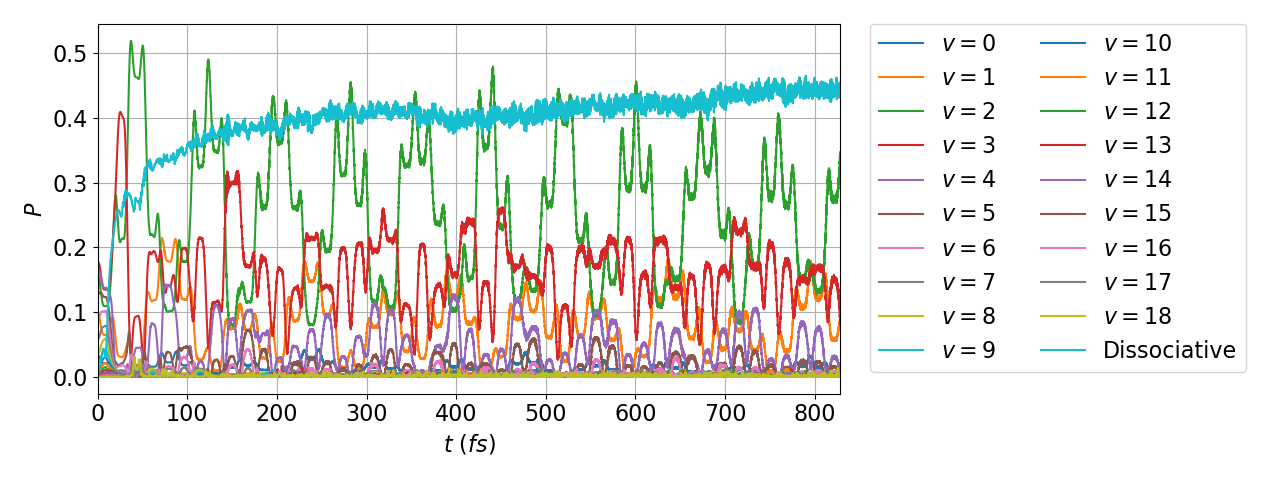 0.5
0.4
0.3
0.2
0.1
0.0
P
0 100 200 300 400 500 600 700 800
t (fs)
v = 0
v = 1
v = 2
v = 3
v = 4
v = 5
v = 6
v = 7
v = 8
v = 9
v = 10
v = 11
v = 12
v = 13
v = 14
v = 15
v = 16
v = 17
v = 18
Dissociative